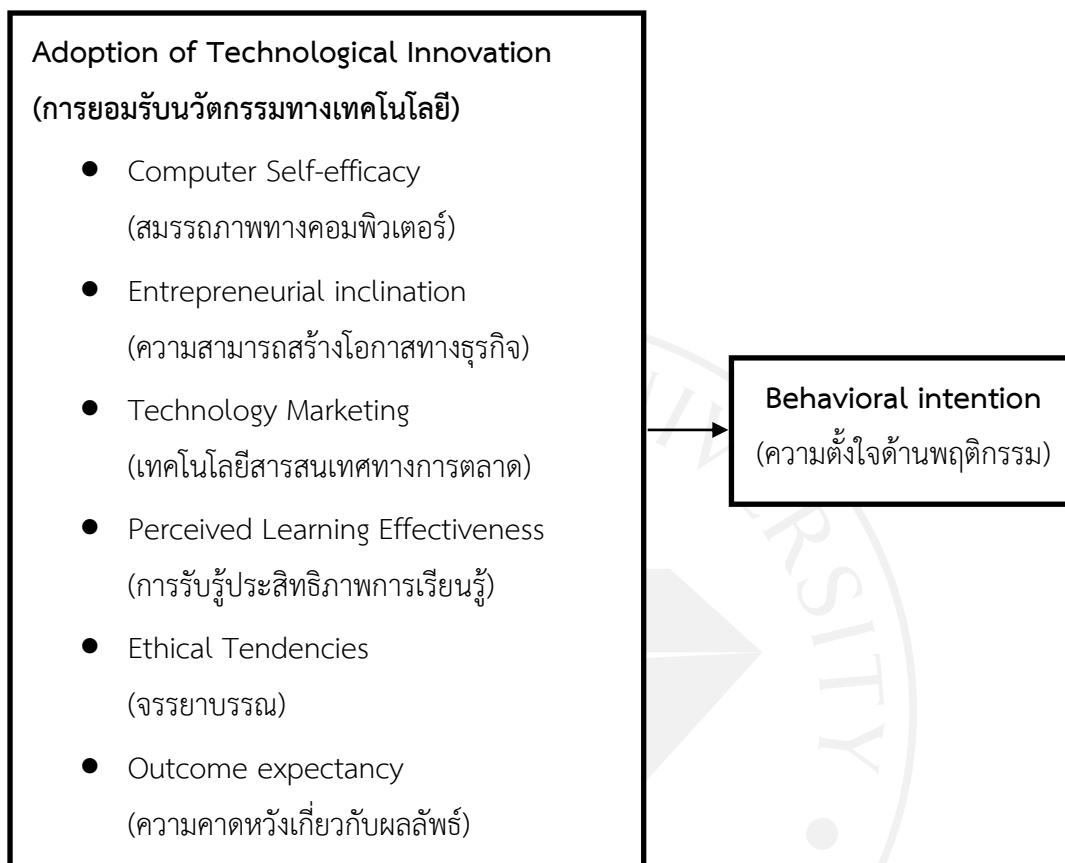 Adoption of Technological Innovation
(การยอมรับนวัตกรรมทางเทคโนโลยี)
● Computer Self-efficacy
(สมรรถภาพทางคอมพิวเตอร์)
● Entrepreneurial inclination
(ความสามารถสร้างโอกาสทางธุรกิจ)
● Technology Marketing
(เทคโนโลยีสารสนเทศทางการตลาด)
● Perceived Learning Effectiveness
(การรับรู้ประสิทธิภาพการเรียนรู้)
● Ethical Tendencies
(จรรยาบรรณ)
● Outcome expectancy
(ความคาดหวังเกี่ยวกับผลลัพธ์)
Behavioral intention
(ความตั้งใจด้านพฤติกรรม)